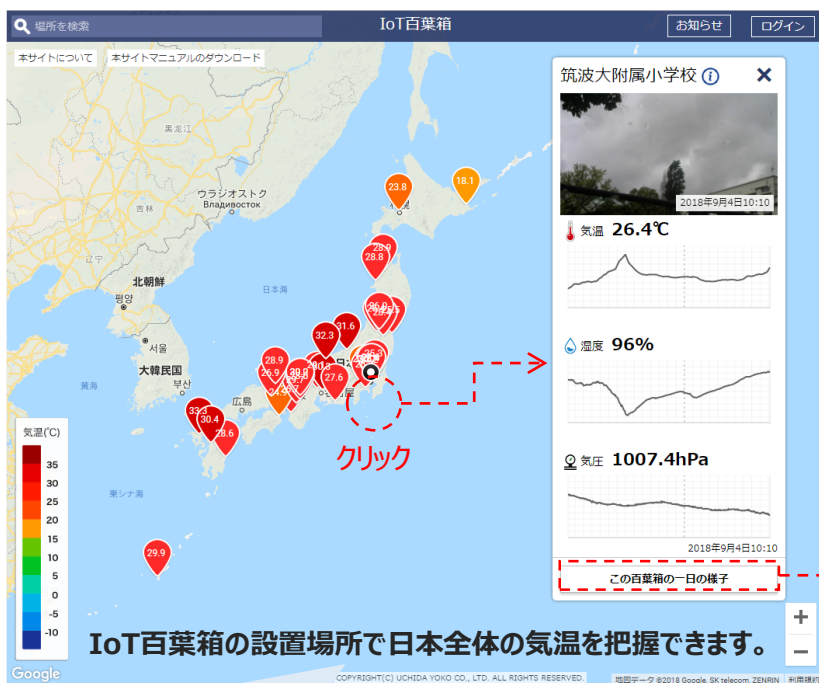 場所を検索
IoT百葉箱
お知らせ
ログイン
本サイトについて
本サイトマニュアルのダウンロード
筑波大附属小学校
2018年9月4日10:10
気温 26.4℃
湿度 96%
気圧 1007.4hPa
2018年9月4日10:10
この百葉箱の一日の様子
黒龙江
吉林
辽宁
ウラジオストク
Владивосток
北朝鮮
평양
서울
大韓民国
부산
黄海
日本海
東シナ海
広島
23.8
18.1
28.8
31.6
32.3
28.9
27.6
33.3
30.4
28.6
29.9
クリック
気温(℃)
35
30
25
20
15
10
5
0
-5
-10
IoT百葉箱の設置場所で日本全体の気温を把握できます。
Google
COPYRIGHT(C) UCHIDA YOKO CO., LTD. ALL RIGHTS RESERVED.
地図データ ©2018 Google, SK telecom, ZENRIN
利用規約